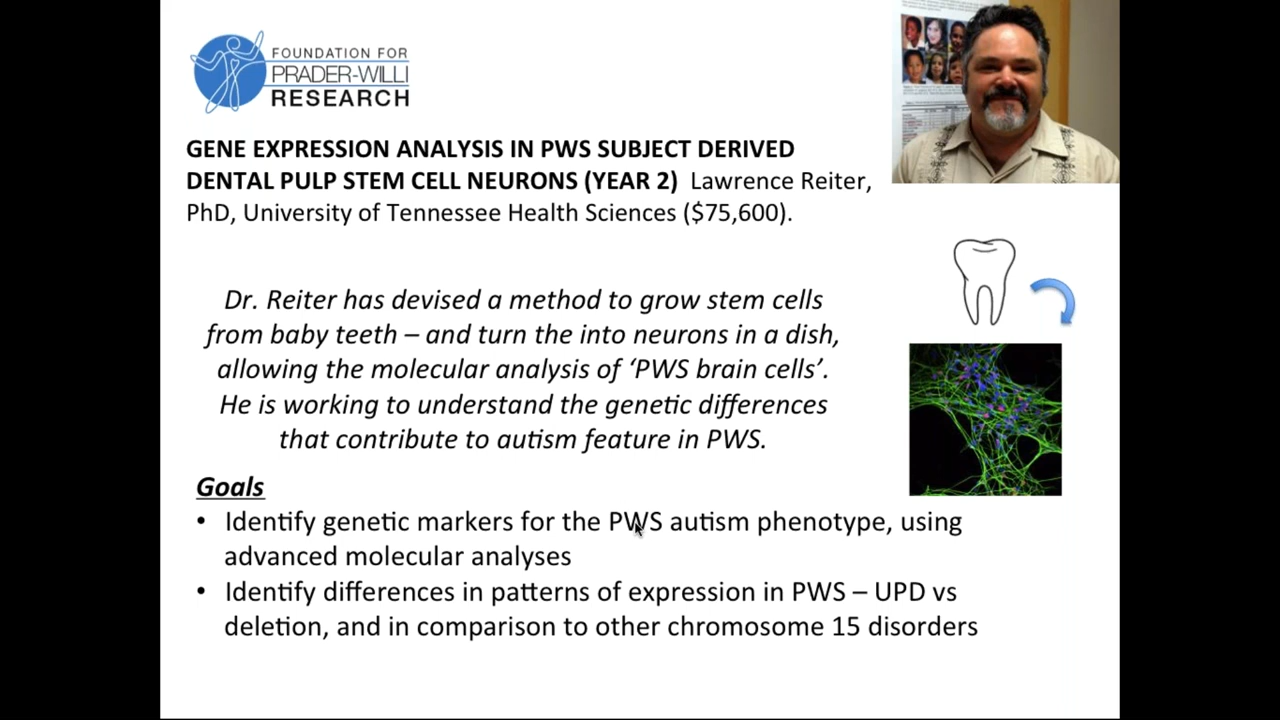 FOUNDATION FOR
PRADER-WILLI
RESEARCH
GENE EXPRESSION ANALYSIS IN PWS SUBJECT DERIVED
DENTAL PULP STEM CELL NEURONS (YEAR 2) Lawrence Reiter,
PhD, University of Tennessee Health Sciences ($75,600).
Dr. Reiter has devised a method to grow stem cells
from baby teeth – and turn the into neurons in a dish,
allowing the molecular analysis of ‘PWS brain cells’.
He is working to understand the genetic differences
that contribute to autism feature in PWS.
Goals
• Identify genetic markers for the PWS autism phenotype, using
advanced molecular analyses
• Identify differences in patterns of expression in PWS – UPD vs
deletion, and in comparison to other chromosome 15 disorders